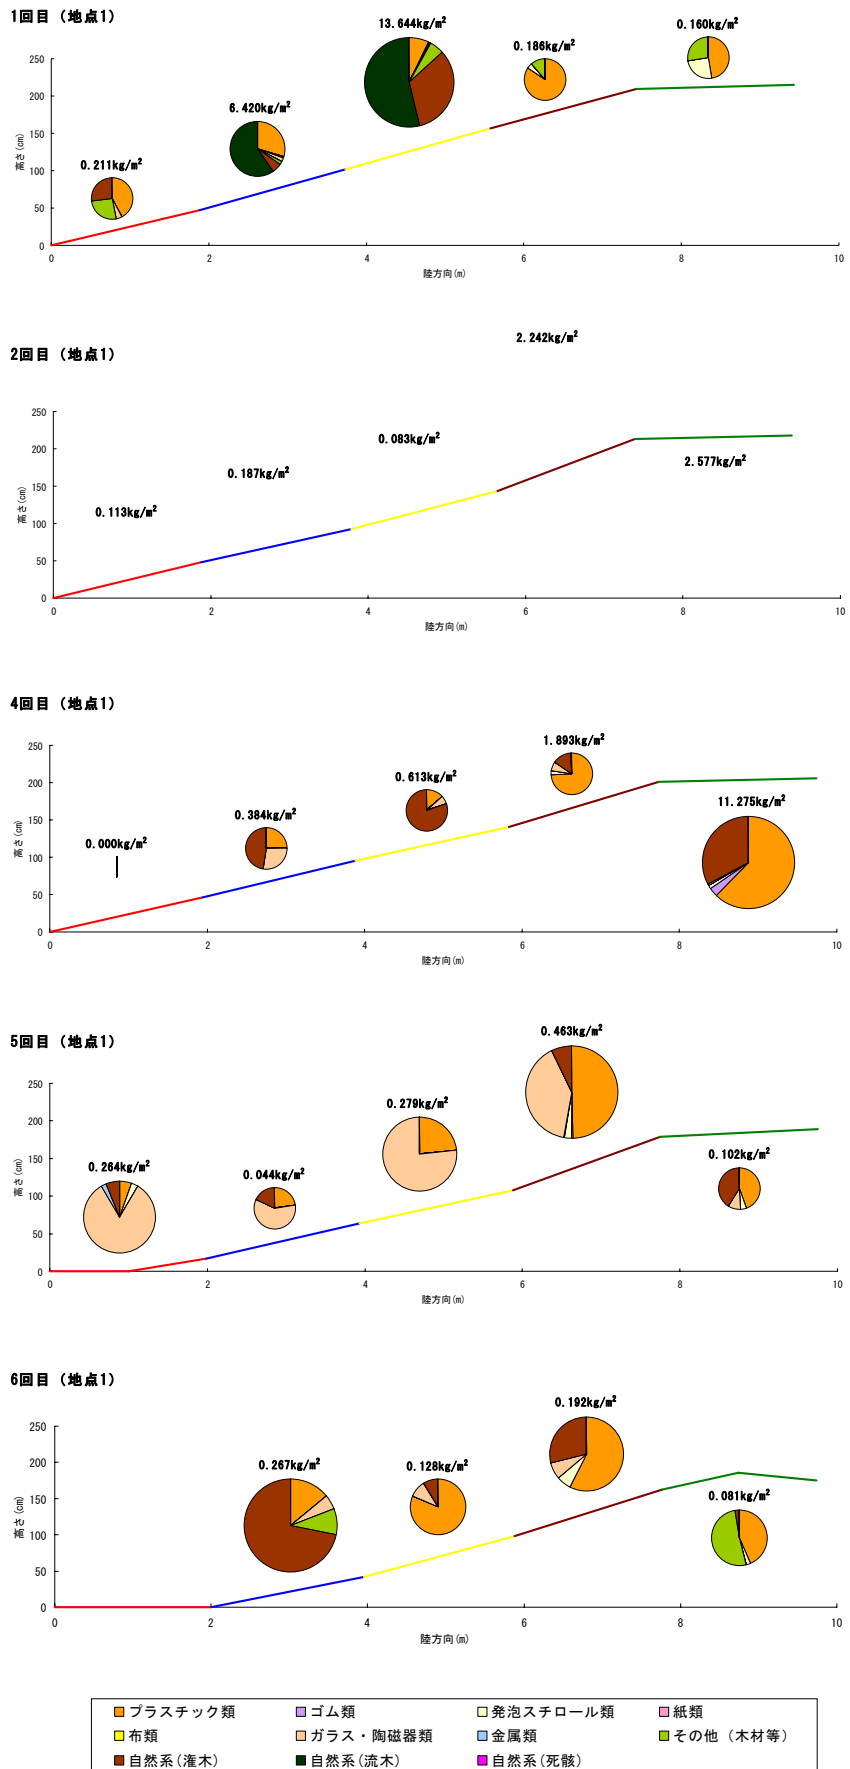 1回目（地点1）
13.644kg/m²
0.186kg/m²
0.160kg/m²
6.420kg/m²
0.211kg/m²
高さ(cm)
250
200
150
100
50
0
0 2 4 6 8 10
陸方向(m)
2回目（地点1）
2.242kg/m²
0.083kg/m²
2.577kg/m²
0.187kg/m²
0.113kg/m²
高さ(cm)
250
200
150
100
50
0
0 2 4 6 8 10
陸方向(m)
4回目（地点1）
1.893kg/m²
0.613kg/m²
11.275kg/m²
0.384kg/m²
0.000kg/m²
高さ(cm)
250
200
150
100
50
0
0 2 4 6 8 10
陸方向(m)
5回目（地点1）
0.463kg/m²
0.279kg/m²
0.102kg/m²
0.264kg/m²
0.044kg/m²
高さ(cm)
250
200
150
100
50
0
0 2 4 6 8 10
陸方向(m)
6回目（地点1）
0.192kg/m²
0.267kg/m²
0.128kg/m²
0.081kg/m²
高さ(cm)
250
200
150
100
50
0
0 2 4 6 8 10
陸方向(m)
プラスチック類 ゴム類 発泡スチロール類 紙類
布類 ガラス・陶磁器類 金属類 その他（木材等）
自然系(潅木) 自然系(流木) 自然系(死骸)